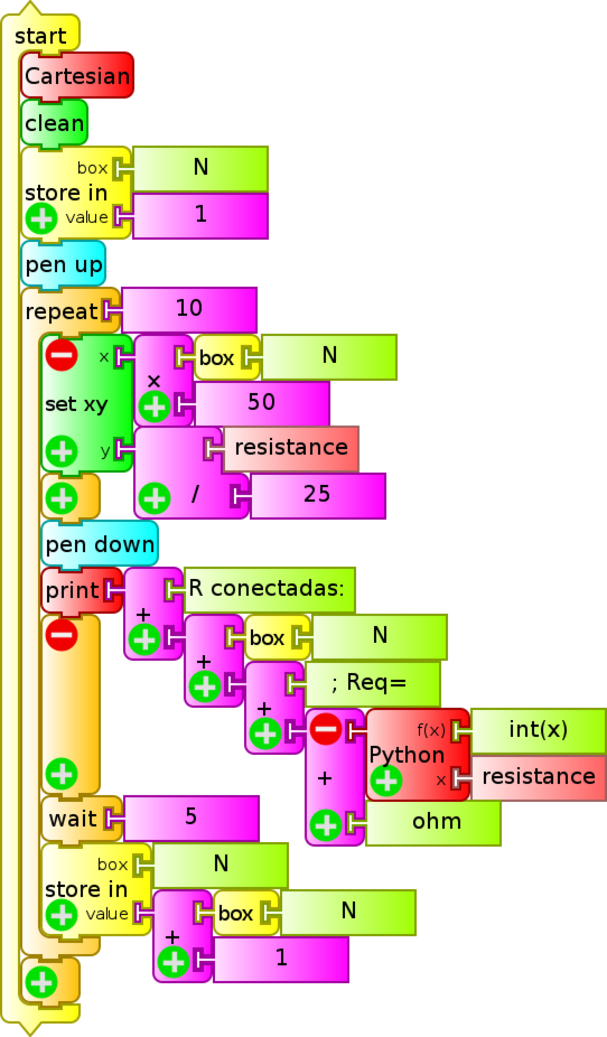 start
Cartesian
clean
box N
store in
value 1
pen up
repeat 10
x × box N
50
set xy
y / resistance
25
pen down
print + R conectadas:
+ box N
+ ; Req=
+ Python f(x) int(x)
x resistance
ohm
wait 5
box N
store in
value + box N
1